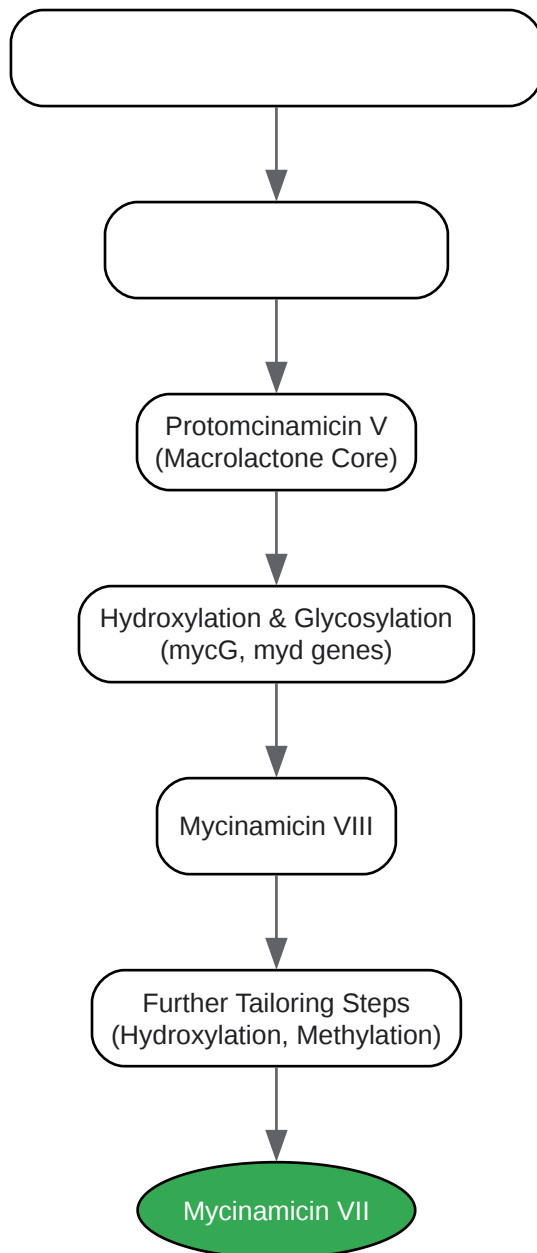 Protomcinamicin V
(Macrolactone Core)
Hydroxylation & Glycosylation
(mycG, myd genes)
Mycinamicin VIII
Further Tailoring Steps
(Hydroxylation, Methylation)
Mycinamicin VII